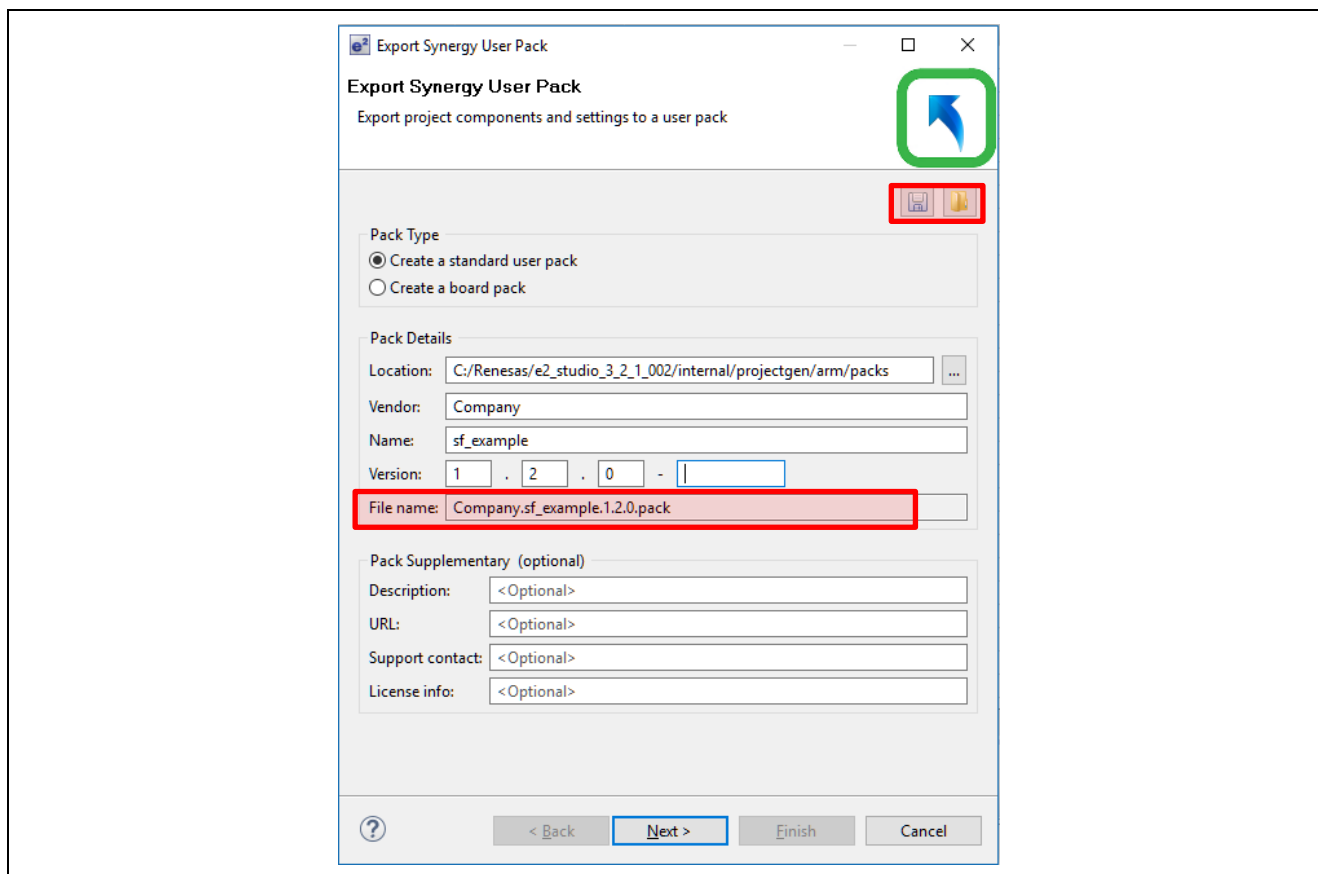 e² Export Synergy User Pack
Export Synergy User Pack
Export project components and settings to a user pack
Pack Type
Create a standard user pack
Create a board pack
Pack Details
Location: C:/Renesas/e2_studio_3_2_1_002/internal/projectgen/arm/packs ...
Vendor: Company
Name: sf_example
Version: 1 . 2 . 0 -
File name: Company.sf_example.1.2.0.pack
Pack Supplementary (optional)
Description: <Optional>
URL: <Optional>
Support contact: <Optional>
License info: <Optional>
? < Back Next > Finish Cancel